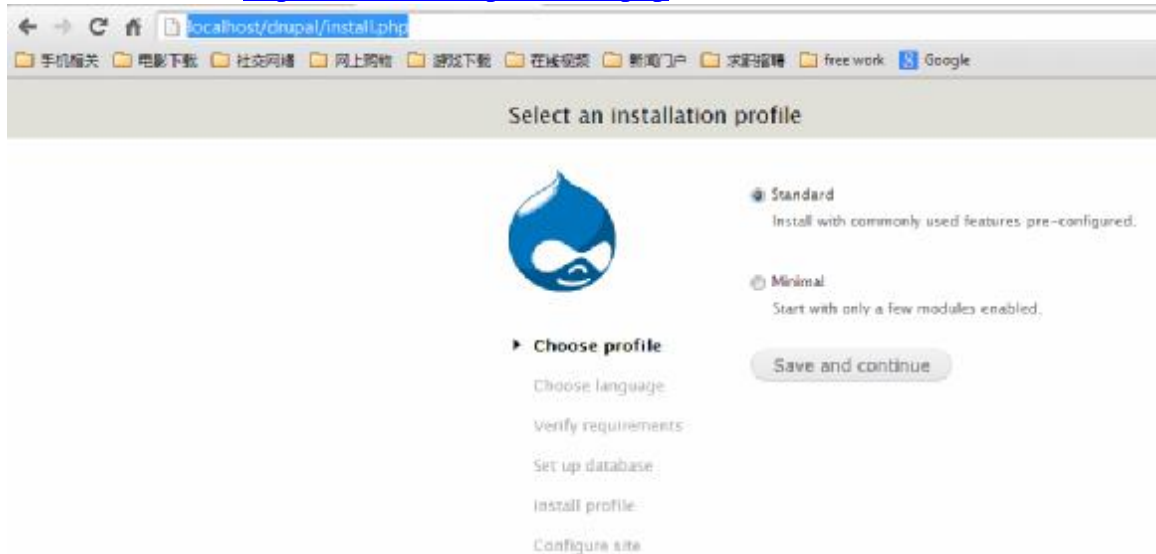 localhost/drupal/install.php
手机相关 电影下载 社交网络 网上购物 游戏下载 在线视频 新闻门户 求职招聘 free work Google
Select an installation profile
Standard
Install with commonly used features pre-configured.
Minimal
Start with only a few modules enabled.
Save and continue
Choose profile
Choose language
Verify requirements
Set up database
Install profile
Configure site